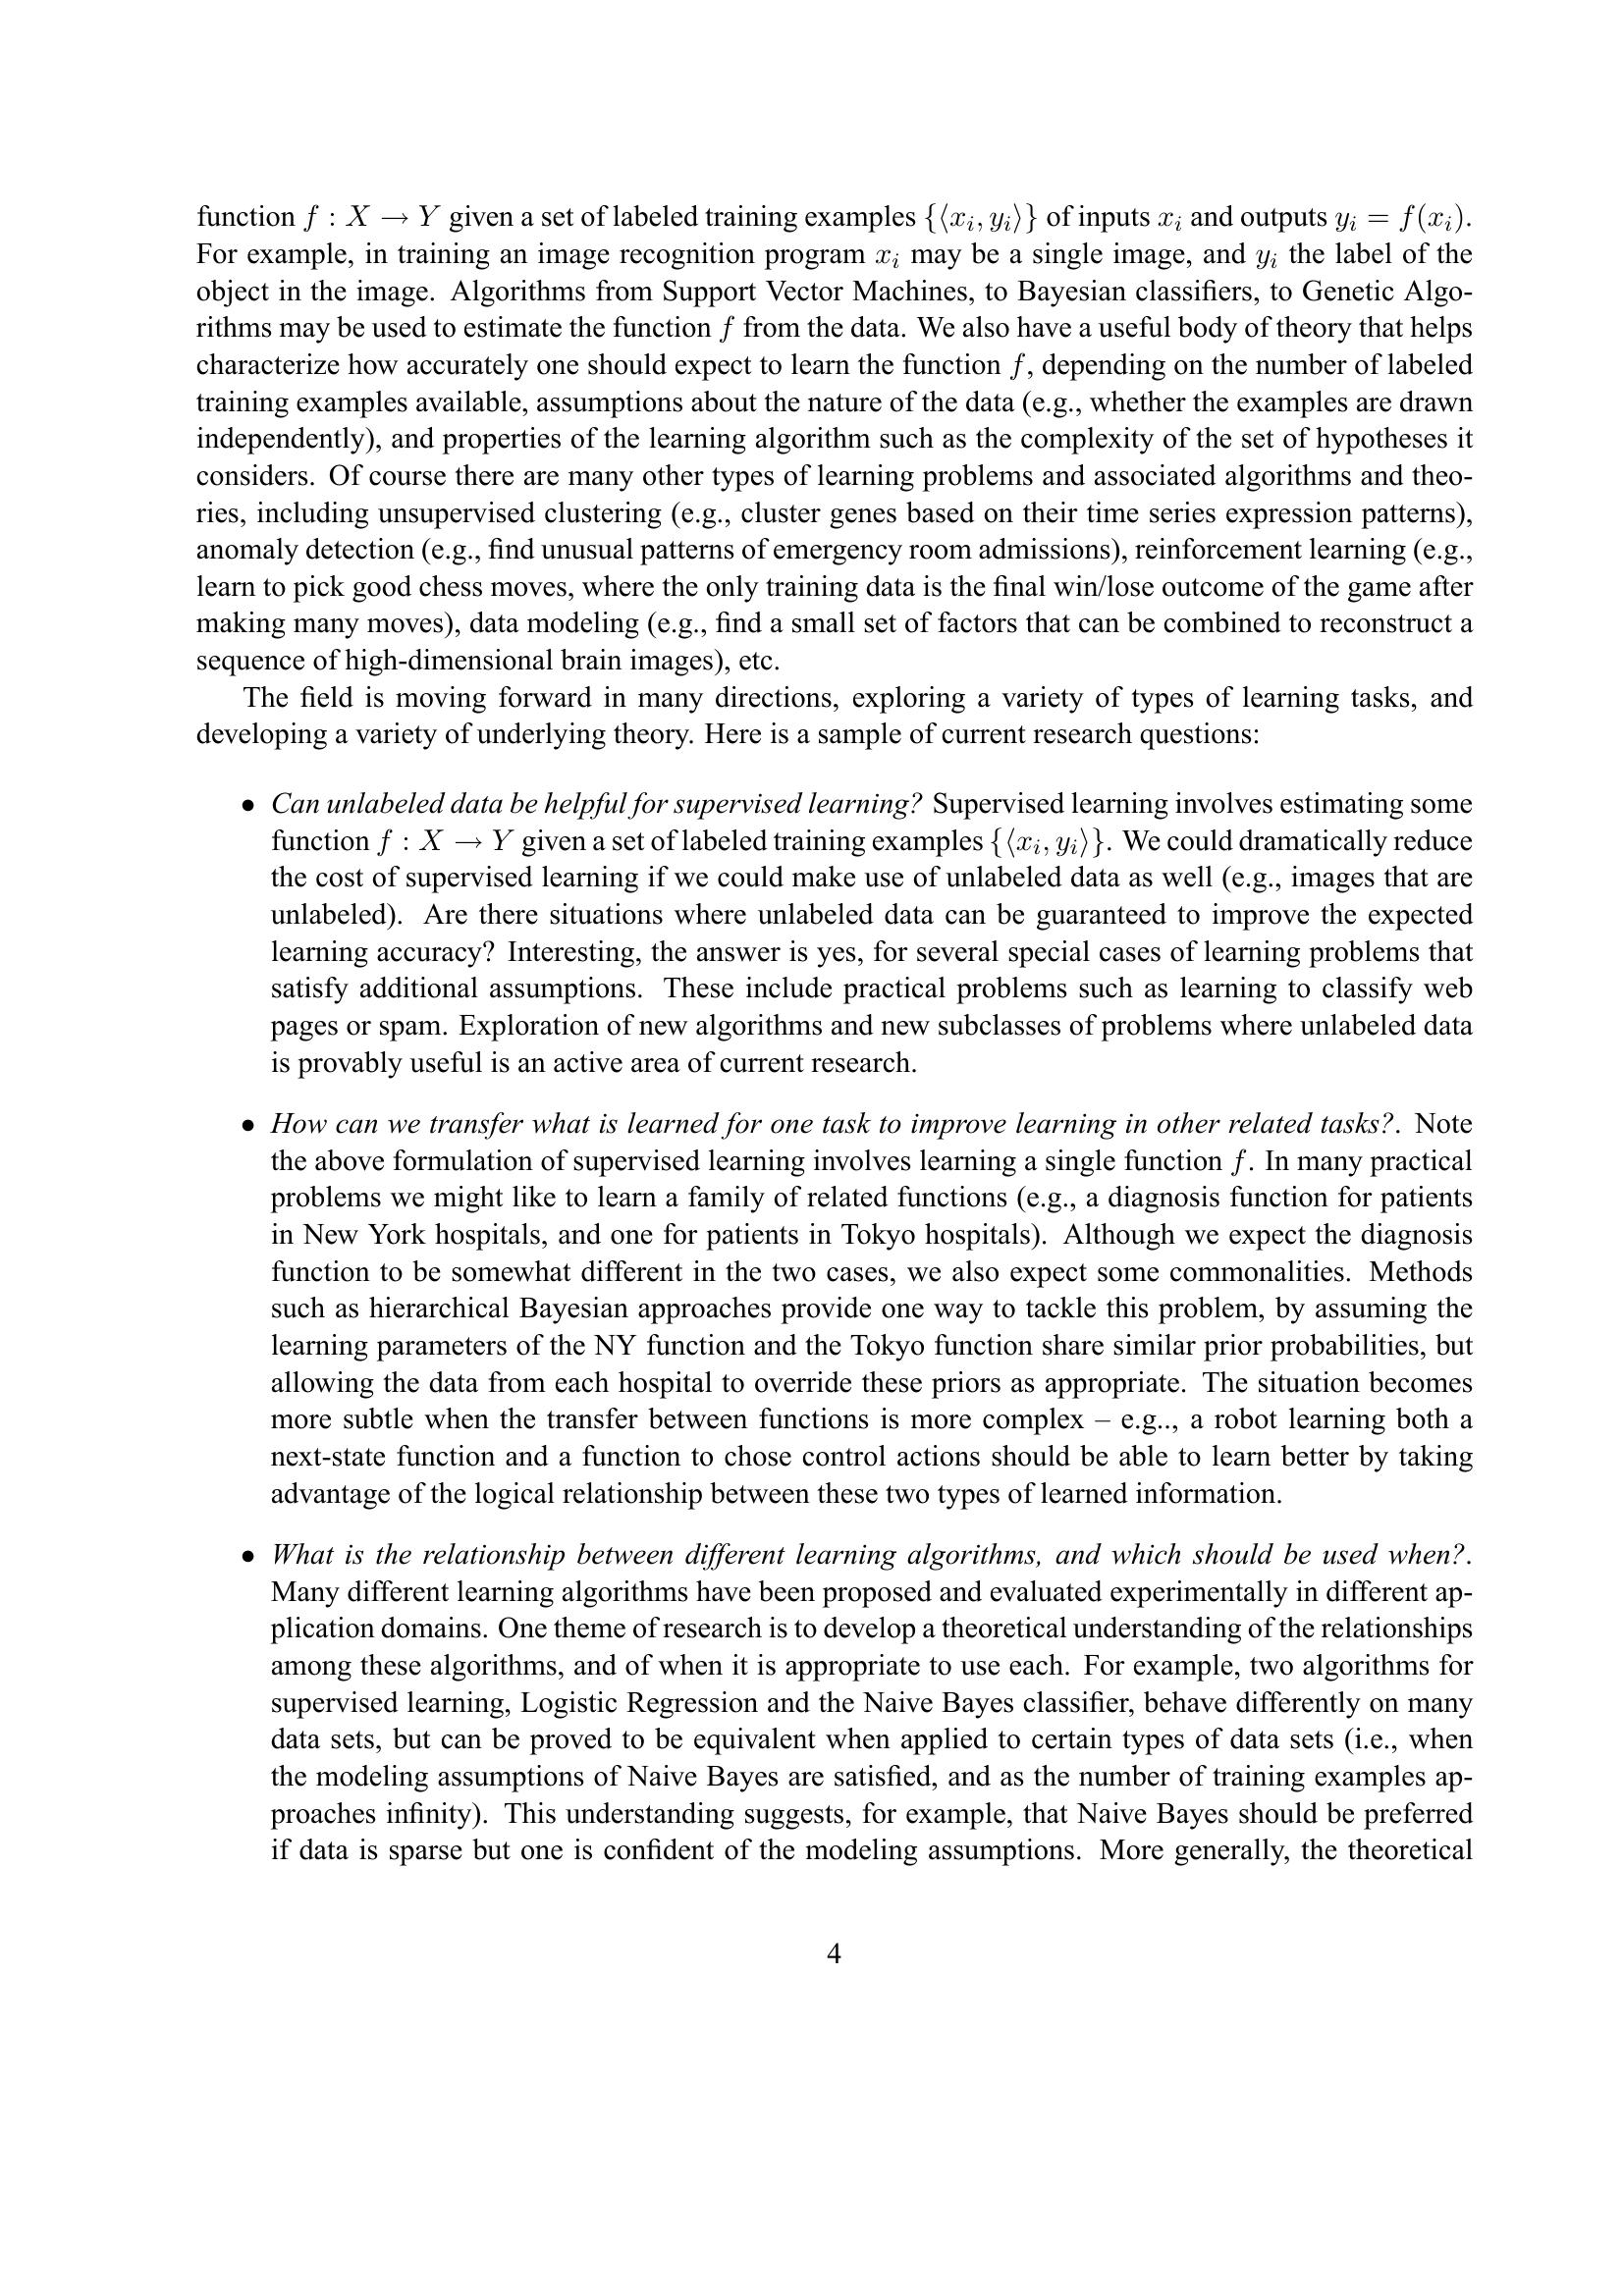 function f : X → Y given a set of labeled training examples {⟨xᵢ, yᵢ⟩} of inputs xᵢ and outputs yᵢ = f(xᵢ).
For example, in training an image recognition program xᵢ may be a single image, and yᵢ the label of the
object in the image. Algorithms from Support Vector Machines, to Bayesian classifiers, to Genetic Algo-
rithms may be used to estimate the function f from the data. We also have a useful body of theory that helps
characterize how accurately one should expect to learn the function f, depending on the number of labeled
training examples available, assumptions about the nature of the data (e.g., whether the examples are drawn
independently), and properties of the learning algorithm such as the complexity of the set of hypotheses it
considers. Of course there are many other types of learning problems and associated algorithms and theo-
ries, including unsupervised clustering (e.g., cluster genes based on their time series expression patterns),
anomaly detection (e.g., find unusual patterns of emergency room admissions), reinforcement learning (e.g.,
learn to pick good chess moves, where the only training data is the final win/lose outcome of the game after
making many moves), data modeling (e.g., find a small set of factors that can be combined to reconstruct a
sequence of high-dimensional brain images), etc.
The field is moving forward in many directions, exploring a variety of types of learning tasks, and
developing a variety of underlying theory. Here is a sample of current research questions:
• Can unlabeled data be helpful for supervised learning? Supervised learning involves estimating some
function f : X → Y given a set of labeled training examples {⟨xᵢ, yᵢ⟩}. We could dramatically reduce
the cost of supervised learning if we could make use of unlabeled data as well (e.g., images that are
unlabeled). Are there situations where unlabeled data can be guaranteed to improve the expected
learning accuracy? Interesting, the answer is yes, for several special cases of learning problems that
satisfy additional assumptions. These include practical problems such as learning to classify web
pages or spam. Exploration of new algorithms and new subclasses of problems where unlabeled data
is provably useful is an active area of current research.
• How can we transfer what is learned for one task to improve learning in other related tasks?. Note
the above formulation of supervised learning involves learning a single function f. In many practical
problems we might like to learn a family of related functions (e.g., a diagnosis function for patients
in New York hospitals, and one for patients in Tokyo hospitals). Although we expect the diagnosis
function to be somewhat different in the two cases, we also expect some commonalities. Methods
such as hierarchical Bayesian approaches provide one way to tackle this problem, by assuming the
learning parameters of the NY function and the Tokyo function share similar prior probabilities, but
allowing the data from each hospital to override these priors as appropriate. The situation becomes
more subtle when the transfer between functions is more complex – e.g.., a robot learning both a
next-state function and a function to chose control actions should be able to learn better by taking
advantage of the logical relationship between these two types of learned information.
• What is the relationship between different learning algorithms, and which should be used when?.
Many different learning algorithms have been proposed and evaluated experimentally in different ap-
plication domains. One theme of research is to develop a theoretical understanding of the relationships
among these algorithms, and of when it is appropriate to use each. For example, two algorithms for
supervised learning, Logistic Regression and the Naive Bayes classifier, behave differently on many
data sets, but can be proved to be equivalent when applied to certain types of data sets (i.e., when
the modeling assumptions of Naive Bayes are satisfied, and as the number of training examples ap-
proaches infinity). This understanding suggests, for example, that Naive Bayes should be preferred
if data is sparse but one is confident of the modeling assumptions. More generally, the theoretical
4